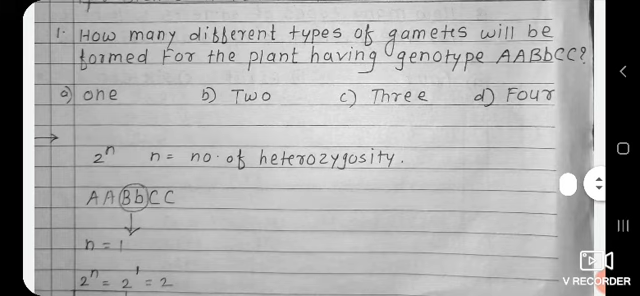 1. How many different types of gametes will be
formed For the plant having genotype AABbCC?
a) one b) Two c) Three d) Four
→
2ⁿ n = no. of heterozygosity.
AABbCC
↓
n = 1
2ⁿ = 2¹ = 2
V RECORDER